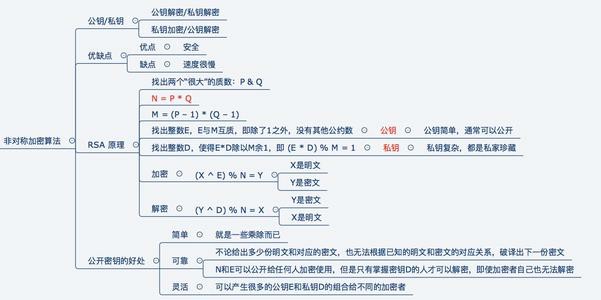 非对称加密算法
公钥/私钥
公钥解密/私钥解密
私钥加密/公钥解密
优缺点
优点 安全
缺点 速度很慢
RSA 原理
找出两个"很大"的质数：P & Q
N = P * Q
M = (P – 1) * (Q – 1)
找出整数E，E与M互质，即除了1之外，没有其他公约数 公钥 公钥简单，通常可以公开
找出整数D，使得E*D除以M余1，即 (E * D) % M = 1 私钥 私钥复杂，都是私家珍藏
加密 (X ^ E) % N = Y
X是明文
Y是密文
解密 (Y ^ D) % N = X
Y是密文
X是明文
公开密钥的好处
简单 就是一些乘除而已
可靠
不论给出多少份明文和对应的密文，也无法根据已知的明文和密文的对应关系，破译出下一份密文
N和E可以公开给任何人加密使用，但是只有掌握密钥D的人才可以解密，即使加密者自己也无法解密
灵活 可以产生很多的公钥E和私钥D的组合给不同的加密者